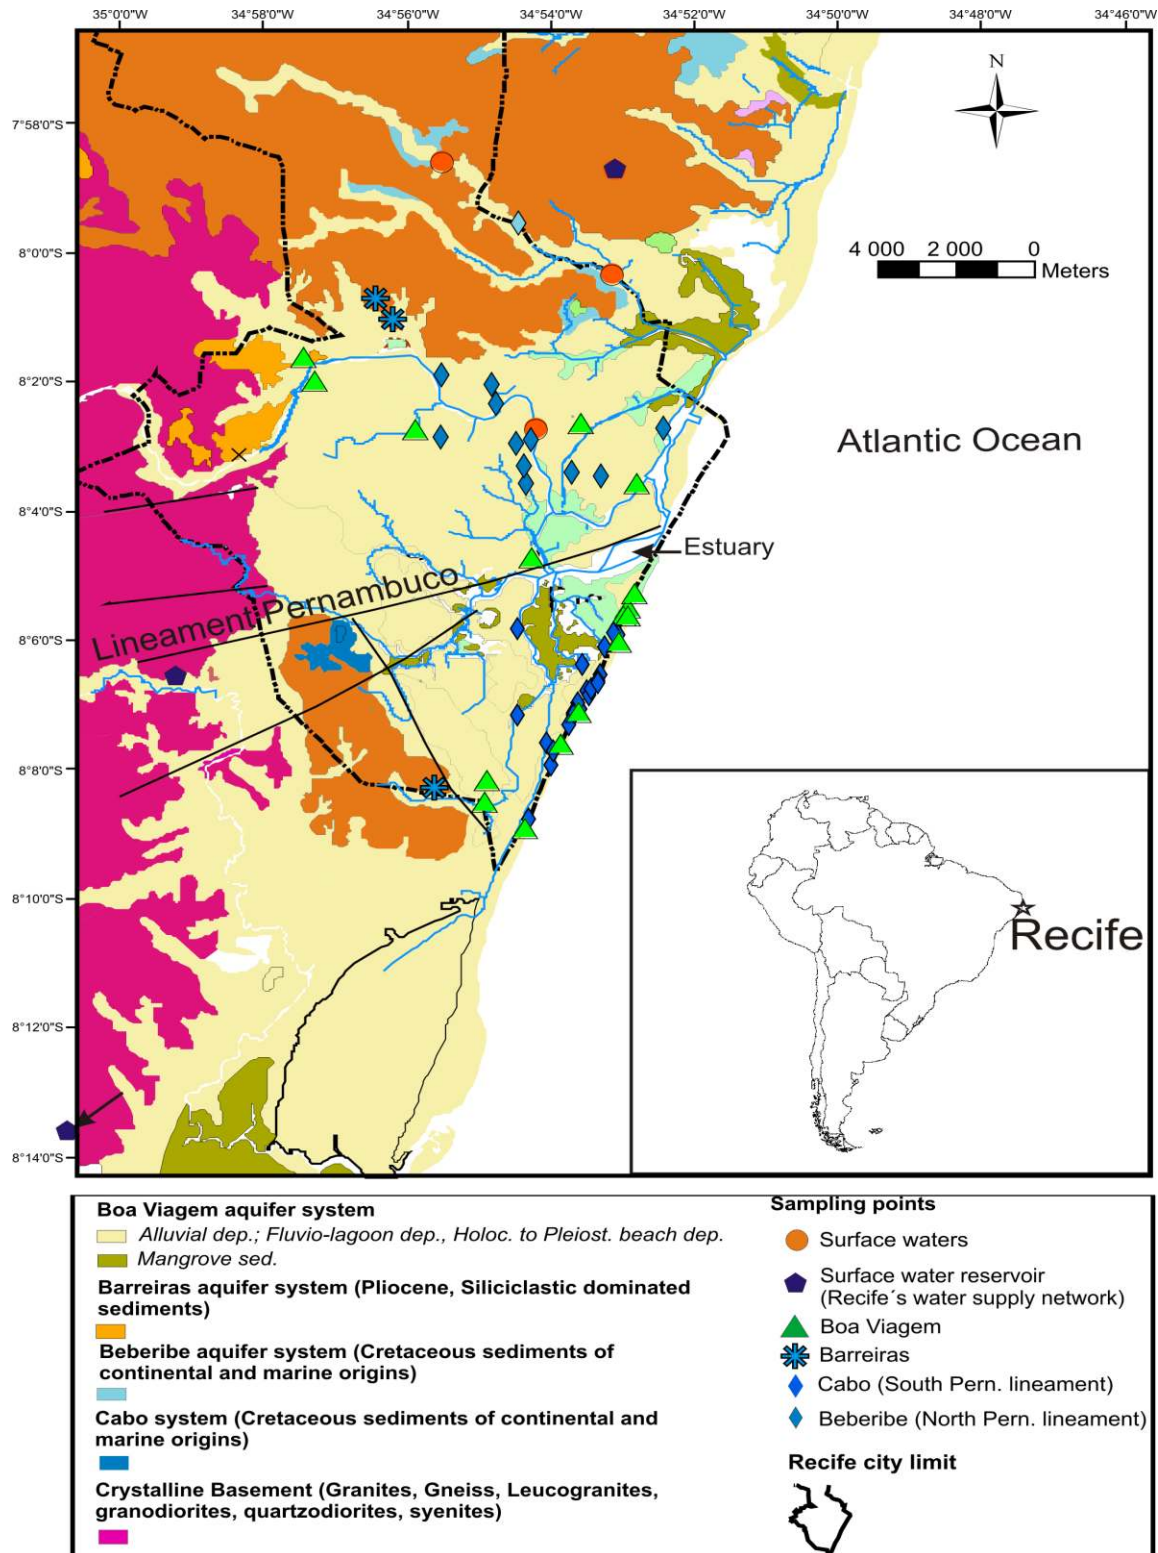 35°0'0"W
34°58'0"W
34°56'0"W
34°54'0"W
34°52'0"W
34°50'0"W
34°48'0"W
34°46'0"W
N
7°58'0"S
8°0'0"S
4 000
2 000
0
Meters
8°2'0"S
Atlantic Ocean
8°4'0"S
Estuary
Lineament Pernambuco
8°6'0"S
8°8'0"S
8°10'0"S
Recife
8°12'0"S
8°14'0"S
Boa Viagem aquifer system
Alluvial dep.; Fluvio-lagoon dep., Holoc. to Pleiost. beach dep.
Mangrove sed.
Barreiras aquifer system (Pliocene, Siliciclastic dominated
sediments)
Beberibe aquifer system (Cretaceous sediments of
continental and marine origins)
Cabo system (Cretaceous sediments of continental and
marine origins)
Crystalline Basement (Granites, Gneiss, Leucogranites,
granodiorites, quartzodiorites, syenites)
Sampling points
Surface waters
Surface water reservoir
(Recife´s water supply network)
Boa Viagem
Barreiras
Cabo (South Pern. lineament)
Beberibe (North Pern. lineament)
Recife city limit